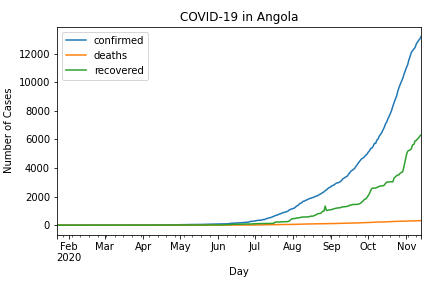 COVID-19 in Angola
confirmed
deaths
recovered
Number of Cases
12000
10000
8000
6000
4000
2000
0
Feb Mar Apr May Jun Jul Aug Sep Oct Nov
2020
Day